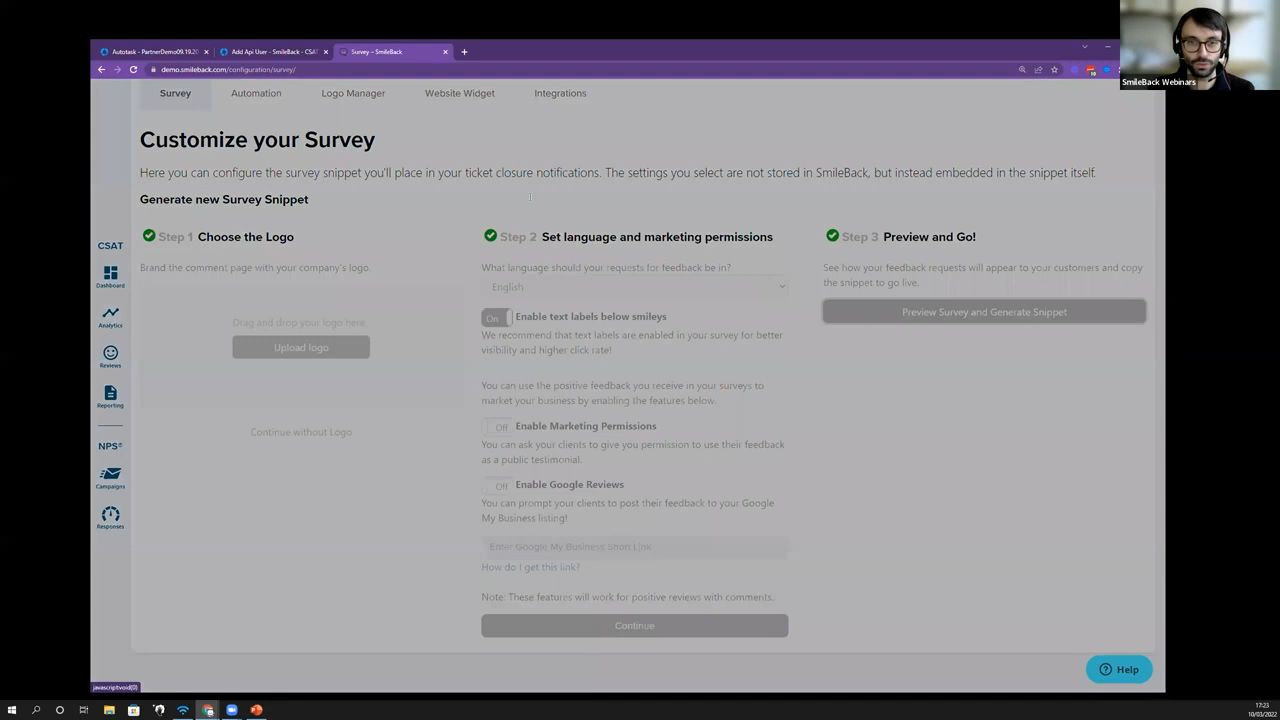 Autotask - PartnerDemo09.19.20
Add Api User - SmileBack - CSAT
Survey – SmileBack
demo.smileback.com/configuration/survey/
SmileBack Webinars
Survey
Automation
Logo Manager
Website Widget
Integrations
Customize your Survey
Here you can configure the survey snippet you'll place in your ticket closure notifications. The settings you select are not stored in SmileBack, but instead embedded in the snippet itself.
Generate new Survey Snippet
CSAT
Dashboard
Analytics
Reviews
Reporting
NPS®
Campaigns
Responses
Step 1 Choose the Logo
Brand the comment page with your company's logo.
Drag and drop your logo here.
Upload logo
Continue without Logo
Step 2 Set language and marketing permissions
What language should your requests for feedback be in?
English
On Enable text labels below smileys
We recommend that text labels are enabled in your survey for better
visibility and higher click rate!
You can use the positive feedback you receive in your surveys to
market your business by enabling the features below.
Off Enable Marketing Permissions
You can ask your clients to give you permission to use their feedback
as a public testimonial.
Off Enable Google Reviews
You can prompt your clients to post their feedback to your Google
My Business listing!
Enter Google My Business Short Link
How do I get this link?
Note: These features will work for positive reviews with comments.
Continue
Step 3 Preview and Go!
See how your feedback requests will appear to your customers and copy
the snippet to go live.
Preview Survey and Generate Snippet
Help
javascript:void(0)
17:23
10/03/2022